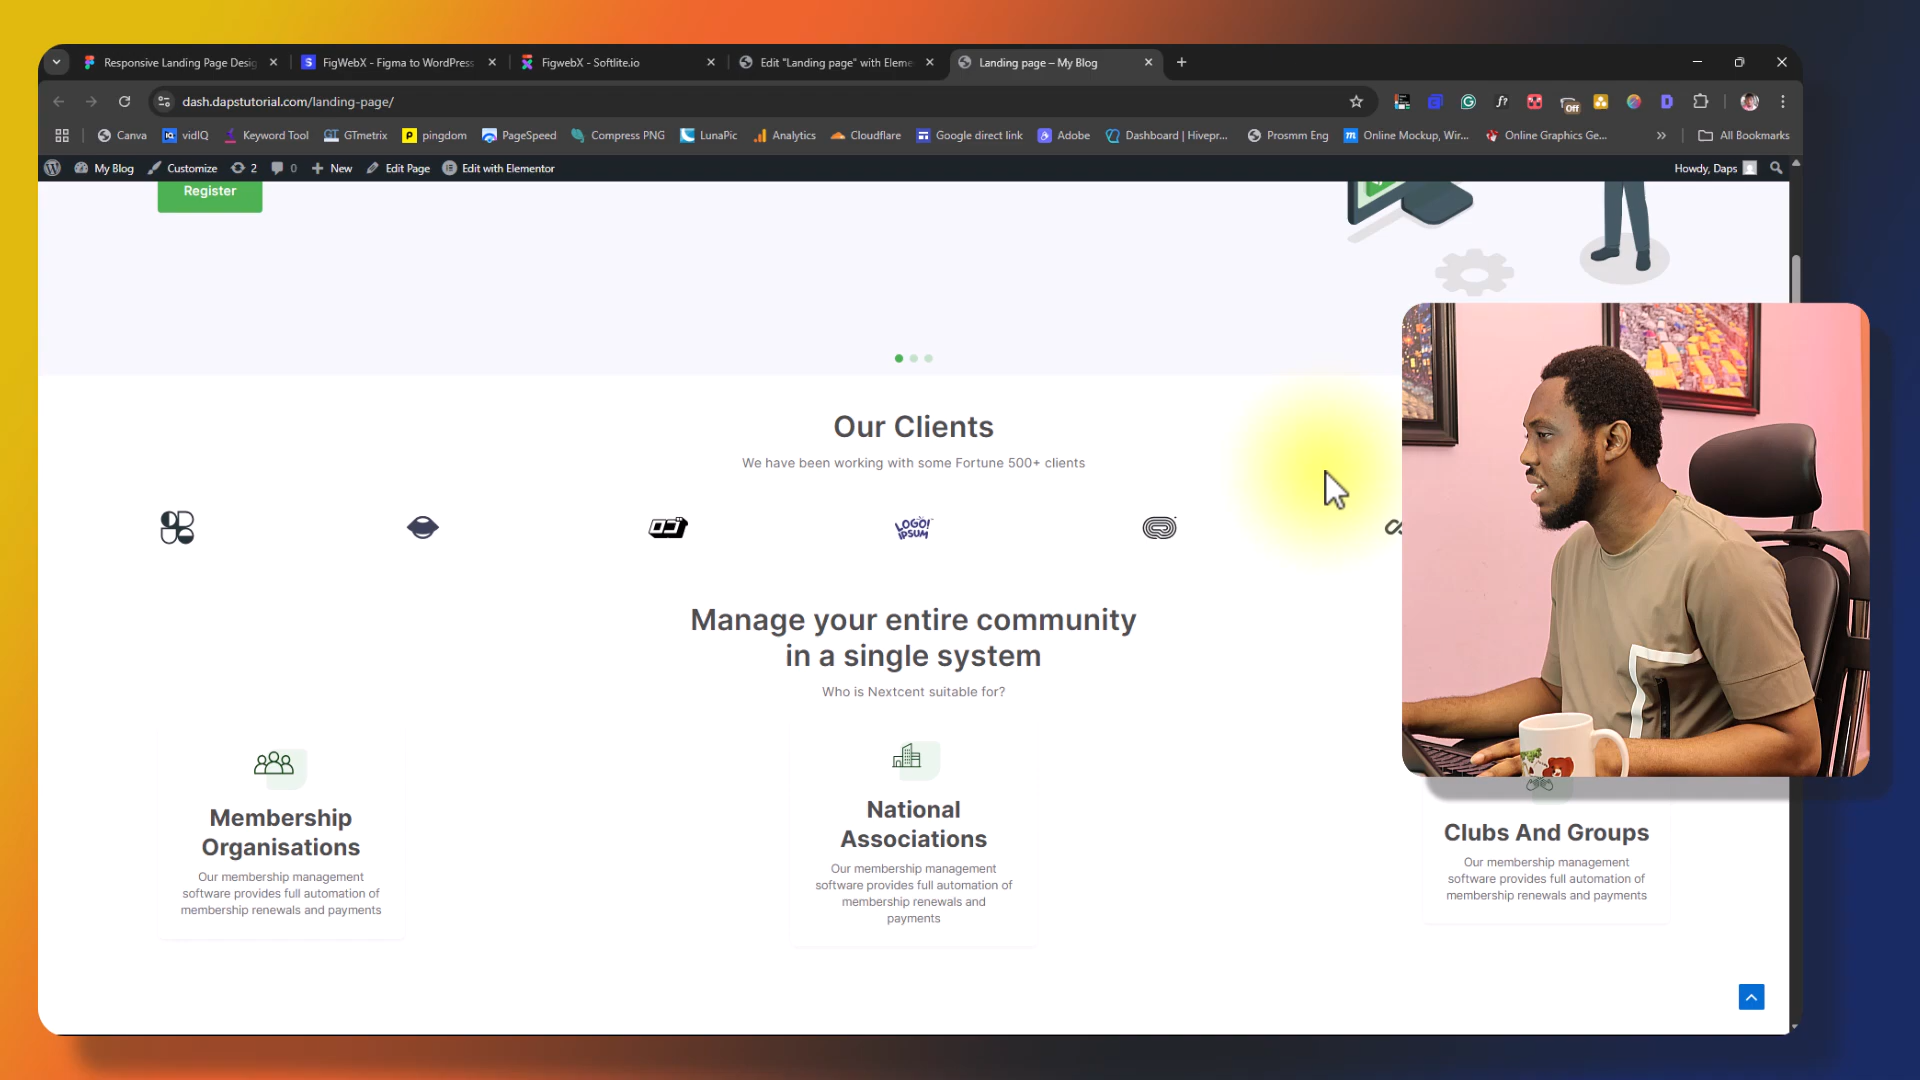 Responsive Landing Page Desig
FigWebX - Figma to WordPress
FigwebX - Softlite.io
Edit "Landing page" with Eleme
Landing page – My Blog
dash.dapstutorial.com/landing-page/
Off
Canva
vidIQ
Keyword Tool
GTmetrix
pingdom
PageSpeed
Compress PNG
LunaPic
Analytics
Cloudflare
Google direct link
Adobe
Dashboard | Hivepr...
Prosmm Eng
Online Mockup, Wir...
Online Graphics Ge...
All Bookmarks
My Blog
Customize
2
0
New
Edit Page
Edit with Elementor
Howdy, Daps
Register
Our Clients
We have been working with some Fortune 500+ clients
LOGO!
IPSUM
Manage your entire community
in a single system
Who is Nextcent suitable for?
Membership
Organisations
Our membership management
software provides full automation of
membership renewals and payments
National
Associations
Our membership management
software provides full automation of
membership renewals and
payments
Clubs And Groups
Our membership management
software provides full automation of
membership renewals and payments